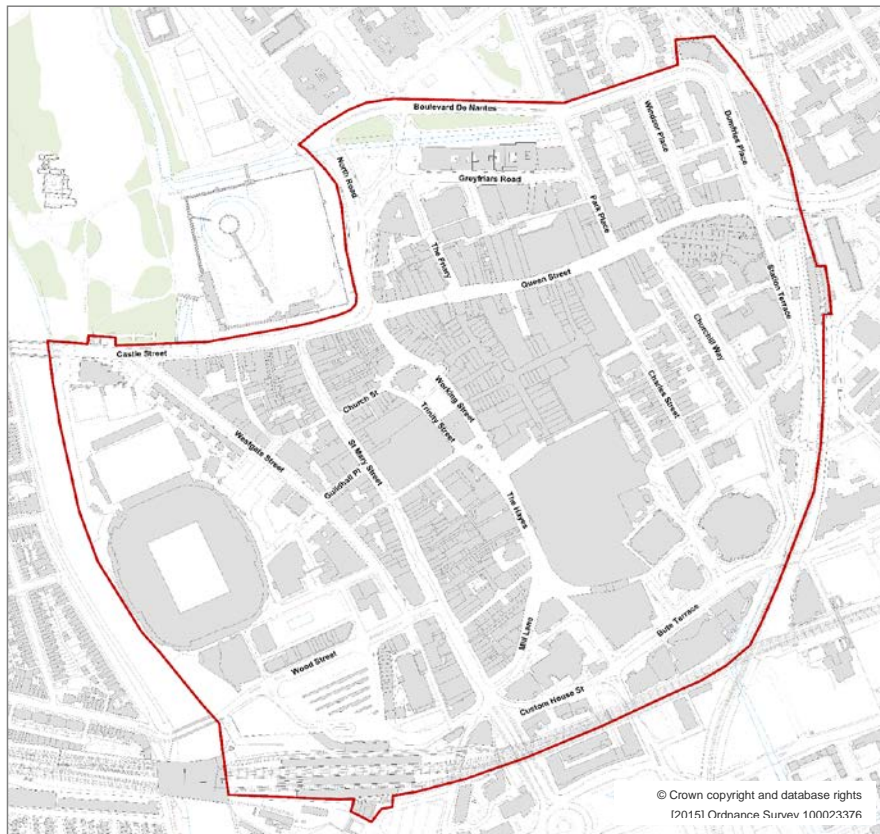 Boulevard De Nantes
Windsor Place
Dumfries Place
North Road
Greyfriars Road
Park Place
The Friary
Queen Street
Station Terrace
Castle Street
Churchill Way
Working Street
Charles Street
Church St
Trinity Street
Westgate Street
St Mary Street
Guildhall Pl
The Hayes
Mill Lane
Bute Terrace
Wood Street
Custom House St
© Crown copyright and database rights
[2015] Ordnance Survey 100023376